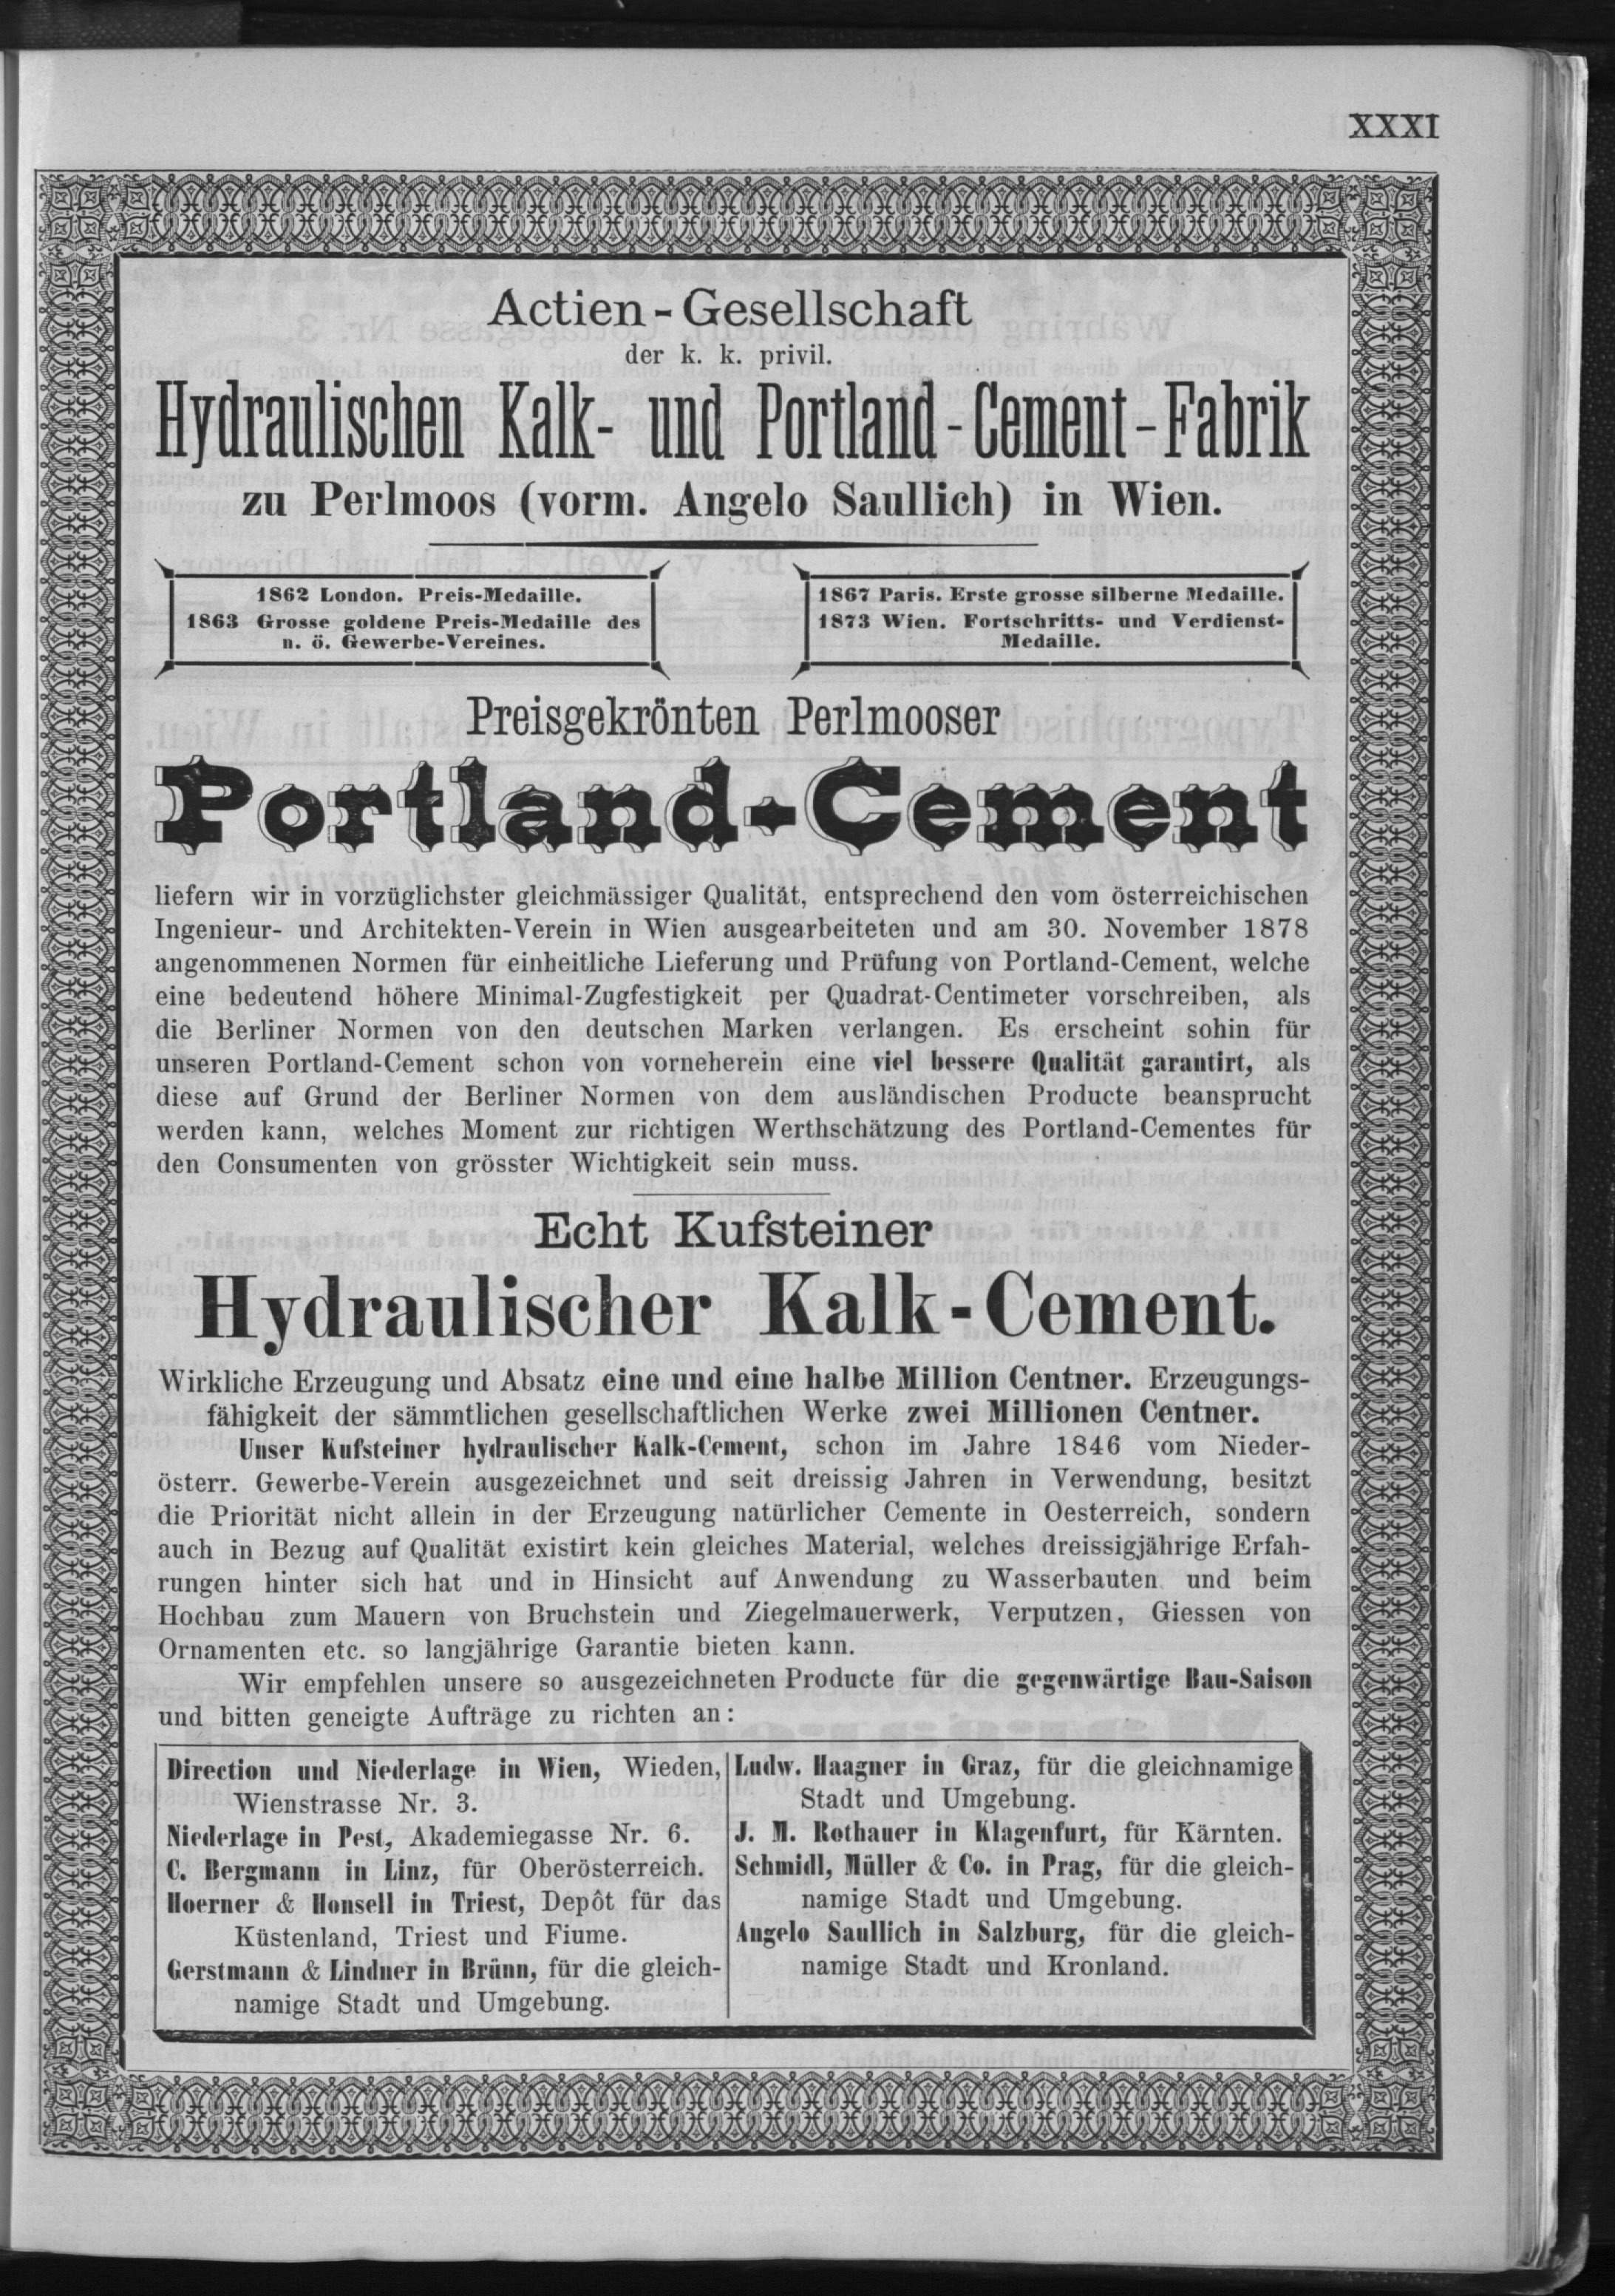 XXXI
Actien-Gesellschaft
der k. k. privil.
Hydraulischen Kalk- und Portland-Cement-Fabrik
zu Perlmoos (vorm. Angelo Saullich) in Wien.
1862 London. Preis-Medaille.
1863 Grosse goldene Preis-Medaille des
n. ö. Gewerbe-Vereines.
1867 Paris. Erste grosse silberne Medaille.
1873 Wien. Fortschritts- und Verdienst-
Medaille.
Preisgekrönten Perlmooser
Portland-Cement
liefern wir in vorzüglichster gleichmässiger Qualität, entsprechend den vom österreichischen
Ingenieur- und Architekten-Verein in Wien ausgearbeiteten und am 30. November 1878
angenommenen Normen für einheitliche Lieferung und Prüfung von Portland-Cement, welche
eine bedeutend höhere Minimal-Zugfestigkeit per Quadrat-Centimeter vorschreiben, als
die Berliner Normen von den deutschen Marken verlangen. Es erscheint sohin für
unseren Portland-Cement schon von vorneherein eine viel bessere Qualität garantirt, als
diese auf Grund der Berliner Normen von dem ausländischen Producte beansprucht
werden kann, welches Moment zur richtigen Werthschätzung des Portland-Cementes für
den Consumenten von grösster Wichtigkeit sein muss.
Echt Kufsteiner
Hydraulischer Kalk-Cement.
Wirkliche Erzeugung und Absatz eine und eine halbe Million Centner. Erzeugungs-
fähigkeit der sämmtlichen gesellschaftlichen Werke zwei Millionen Centner.
Unser Kufsteiner hydraulischer Kalk-Cement, schon im Jahre 1846 vom Nieder-
österr. Gewerbe-Verein ausgezeichnet und seit dreissig Jahren in Verwendung, besitzt
die Priorität nicht allein in der Erzeugung natürlicher Cemente in Oesterreich, sondern
auch in Bezug auf Qualität existirt kein gleiches Material, welches dreissigjährige Erfah-
rungen hinter sich hat und in Hinsicht auf Anwendung zu Wasserbauten und beim
Hochbau zum Mauern von Bruchstein und Ziegelmauerwerk, Verputzen, Giessen von
Ornamenten etc. so langjährige Garantie bieten kann.
Wir empfehlen unsere so ausgezeichneten Producte für die gegenwärtige Bau-Saison
und bitten geneigte Aufträge zu richten an:
Direction und Niederlage in Wien, Wieden,
Wienstrasse Nr. 3.
Niederlage in Pest, Akademiegasse Nr. 6.
C. Bergmann in Linz, für Oberösterreich.
Hoerner & Honsell in Triest, Depôt für das
Küstenland, Triest und Fiume.
Gerstmann & Lindner in Brünn, für die gleich-
namige Stadt und Umgebung.
Ludw. Haagner in Graz, für die gleichnamige
Stadt und Umgebung.
J. M. Rothauer in Klagenfurt, für Kärnten.
Schmidl, Müller & Co. in Prag, für die gleich-
namige Stadt und Umgebung.
Angelo Saullich in Salzburg, für die gleich-
namige Stadt und Kronland.